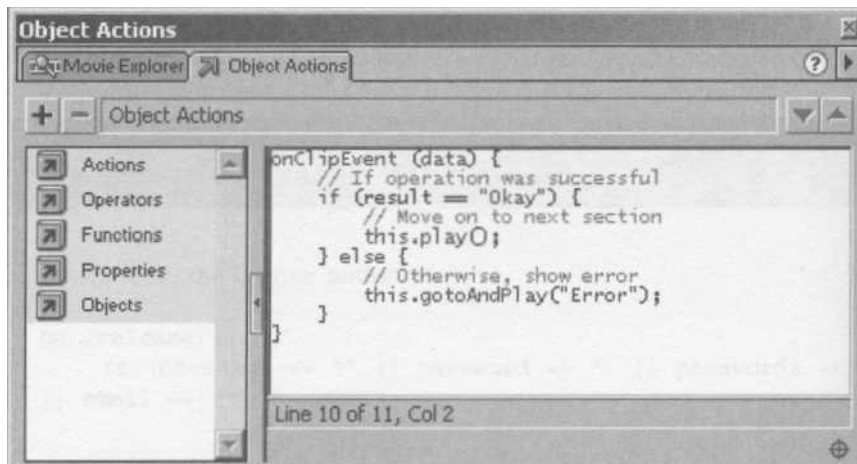 Object Actions
Movie Explorer Object Actions ?
+ - Object Actions
Actions
Operators
Functions
Properties
Objects
onClipEvent (data) {
// If operation was successful
if (result == "Okay") {
// Move on to next section
this.play();
} else {
// Otherwise, show error
this.gotoAndPlay("Error");
}
}
Line 10 of 11, Col 2